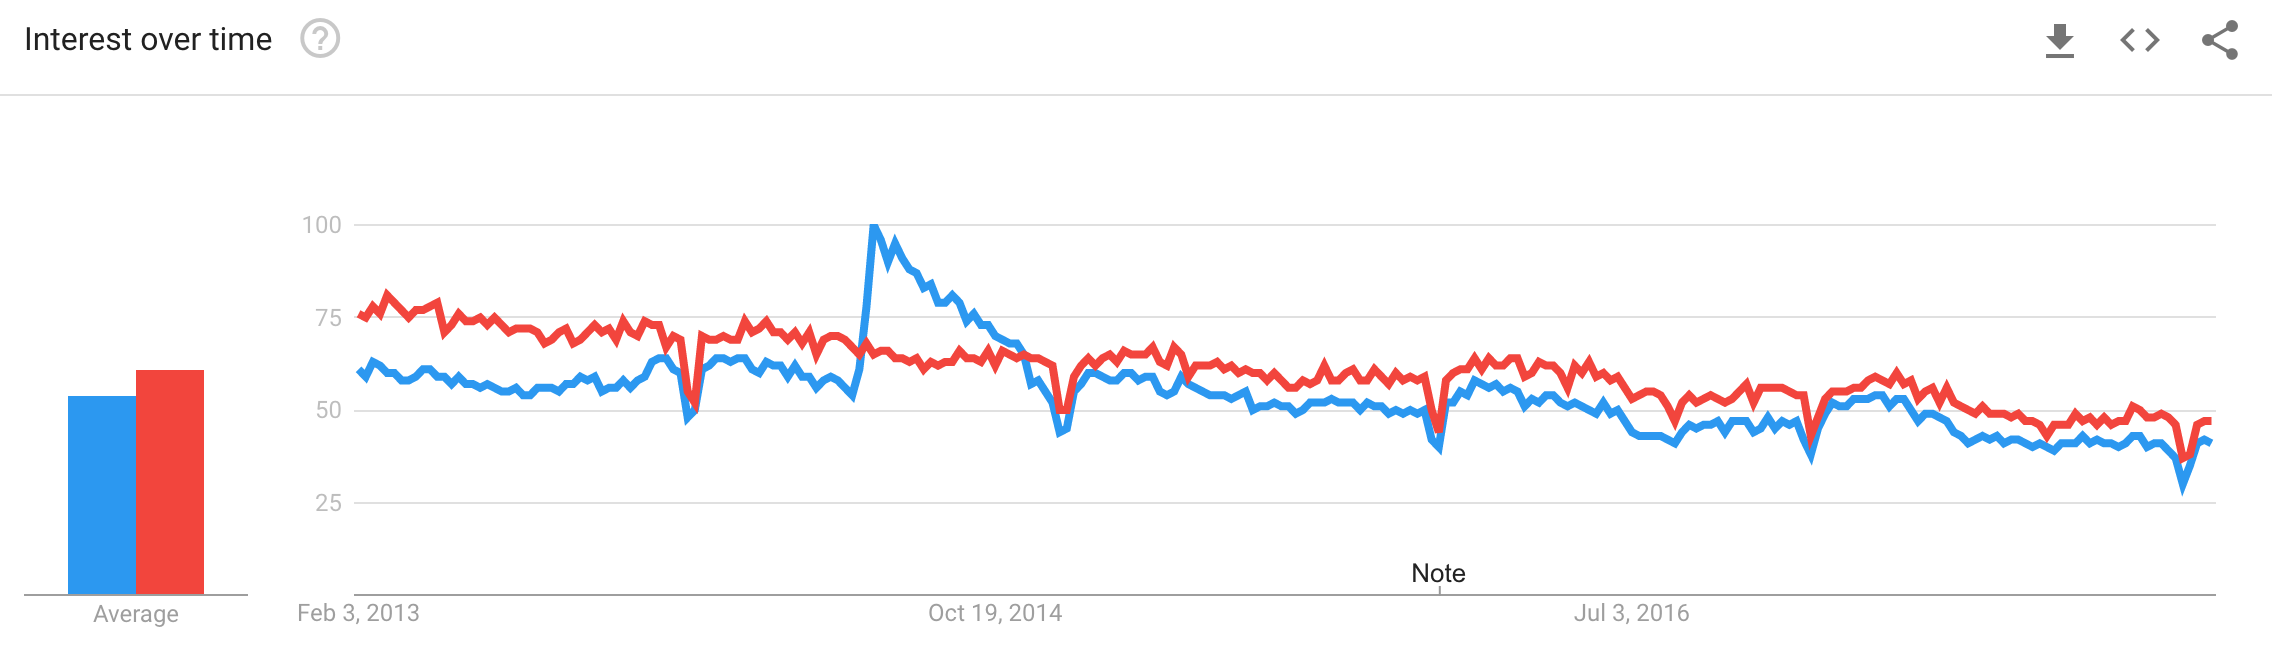 Interest over time ?
100
75
50
25
Note
Average
Feb 3, 2013
Oct 19, 2014
Jul 3, 2016